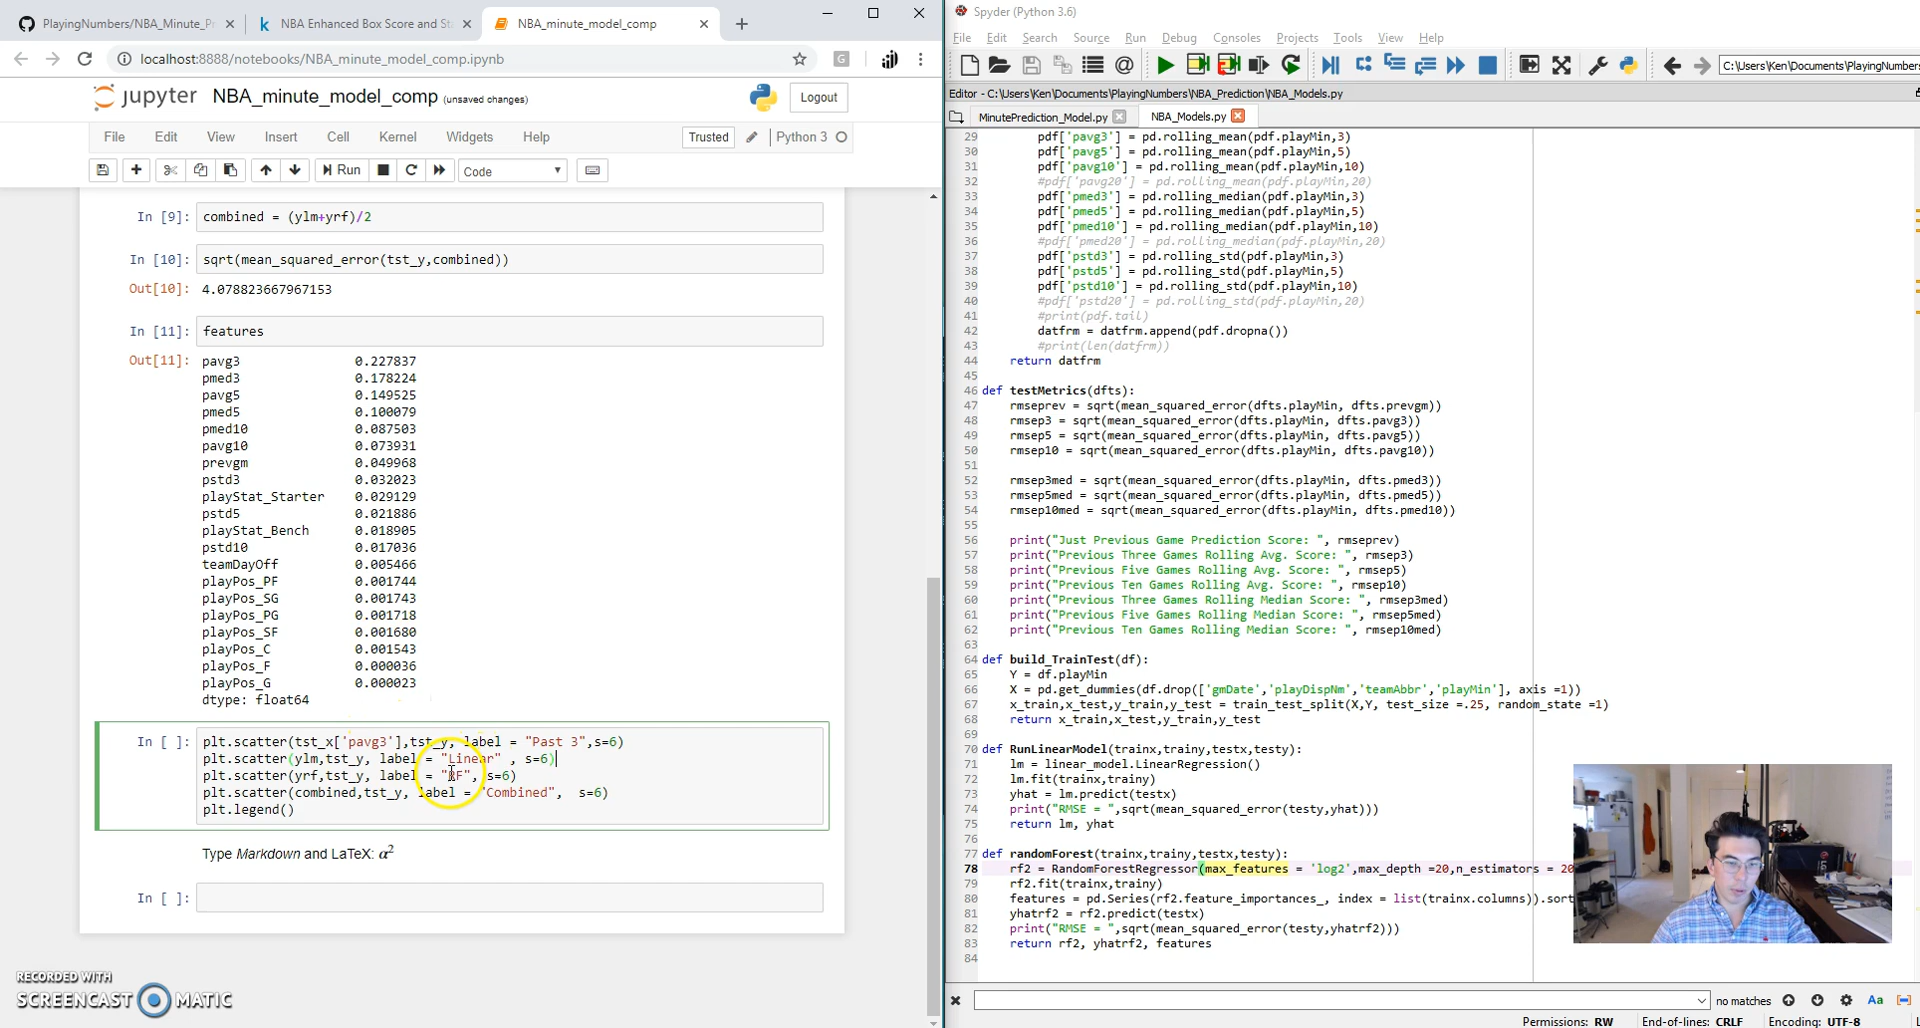 PlayingNumbers/NBA_Minute_Pr
NBA Enhanced Box Score and St
NBA_minute_model_comp
localhost:8888/notebooks/NBA_minute_model_comp.ipynb
jupyter NBA_minute_model_comp (unsaved changes)
Logout
File Edit View Insert Cell Kernel Widgets Help
Trusted
Python 3
Run
Code
In [9]: combined = (ylm+yrf)/2
In [10]: sqrt(mean_squared_error(tst_y,combined))
Out[10]: 4.078823667967153
In [11]: features
Out[11]: pavg3 0.227837
pmed3 0.178224
pavg5 0.149525
pmed5 0.100079
pmed10 0.087503
pavg10 0.073931
prevgm 0.049968
pstd3 0.032023
playStat_Starter 0.029129
pstd5 0.021886
playStat_Bench 0.018905
pstd10 0.017036
teamDayOff 0.005466
playPos_PF 0.001744
playPos_SG 0.001743
playPos_PG 0.001718
playPos_SF 0.001680
playPos_C 0.001543
playPos_F 0.000036
playPos_G 0.000023
dtype: float64
In [ ]: plt.scatter(tst_x['pavg3'],tst_y, label = "Past 3",s=6)
plt.scatter(ylm,tst_y, label = "Linear" , s=6)
plt.scatter(yrf,tst_y, label = "RF", s=6)
plt.scatter(combined,tst_y, label = "Combined", s=6)
plt.legend()
Type Markdown and LaTeX: α²
In [ ]:
RECORDED WITH
SCREENCAST MATIC
Spyder (Python 3.6)
File Edit Search Source Run Debug Consoles Projects Tools View Help
C:\Users\Ken\Documents\PlayingNumbers
Editor - C:\Users\Ken\Documents\PlayingNumbers\NBA_Prediction\NBA_Models.py
MinutePrediction_Model.py
NBA_Models.py
29 pdf['pavg3'] = pd.rolling_mean(pdf.playMin,3)
30 pdf['pavg5'] = pd.rolling_mean(pdf.playMin,5)
31 pdf['pavg10'] = pd.rolling_mean(pdf.playMin,10)
32 #pdf['pavg20'] = pd.rolling_mean(pdf.playMin,20)
33 pdf['pmed3'] = pd.rolling_median(pdf.playMin,3)
34 pdf['pmed5'] = pd.rolling_median(pdf.playMin,5)
35 pdf['pmed10'] = pd.rolling_median(pdf.playMin,10)
36 #pdf['pmed20'] = pd.rolling_median(pdf.playMin,20)
37 pdf['pstd3'] = pd.rolling_std(pdf.playMin,3)
38 pdf['pstd5'] = pd.rolling_std(pdf.playMin,5)
39 pdf['pstd10'] = pd.rolling_std(pdf.playMin,10)
40 #pdf['pstd20'] = pd.rolling_std(pdf.playMin,20)
41 #print(pdf.tail)
42 datfrm = datfrm.append(pdf.dropna())
43 #print(len(datfrm))
44 return datfrm
45
46 def testMetrics(dfts):
47 rmseprev = sqrt(mean_squared_error(dfts.playMin, dfts.prevgm))
48 rmsep3 = sqrt(mean_squared_error(dfts.playMin, dfts.pavg3))
49 rmsep5 = sqrt(mean_squared_error(dfts.playMin, dfts.pavg5))
50 rmsep10 = sqrt(mean_squared_error(dfts.playMin, dfts.pavg10))
51
52 rmsep3med = sqrt(mean_squared_error(dfts.playMin, dfts.pmed3))
53 rmsep5med = sqrt(mean_squared_error(dfts.playMin, dfts.pmed5))
54 rmsep10med = sqrt(mean_squared_error(dfts.playMin, dfts.pmed10))
55
56 print("Just Previous Game Prediction Score: ", rmseprev)
57 print("Previous Three Games Rolling Avg. Score: ", rmsep3)
58 print("Previous Five Games Rolling Avg. Score: ", rmsep5)
59 print("Previous Ten Games Rolling Avg. Score: ", rmsep10)
60 print("Previous Three Games Rolling Median Score: ", rmsep3med)
61 print("Previous Five Games Rolling Median Score: ", rmsep5med)
62 print("Previous Ten Games Rolling Median Score: ", rmsep10med)
63
64 def build_TrainTest(df):
65 Y = df.playMin
66 X = pd.get_dummies(df.drop(['gmDate','playDispNm','teamAbbr','playMin'], axis =1))
67 x_train,x_test,y_train,y_test = train_test_split(X,Y, test_size =.25, random_state =1)
68 return x_train,x_test,y_train,y_test
69
70 def RunLinearModel(trainx,trainy,testx,testy):
71 lm = linear_model.LinearRegression()
72 lm.fit(trainx,trainy)
73 yhat = lm.predict(testx)
74 print("RMSE = ",sqrt(mean_squared_error(testy,yhat)))
75 return lm, yhat
76
77 def randomForest(trainx,trainy,testx,testy):
78 rf2 = RandomForestRegressor(max_features = 'log2',max_depth =20,n_estimators = 20
79 rf2.fit(trainx,trainy)
80 features = pd.Series(rf2.feature_importances_, index = list(trainx.columns)).sort
81 yhatrf2 = rf2.predict(testx)
82 print("RMSE = ",sqrt(mean_squared_error(testy,yhatrf2)))
83 return rf2, yhatrf2, features
84
no matches
Aa
Permissions: RW End-of-lines: CRLF Encoding: UTF-8